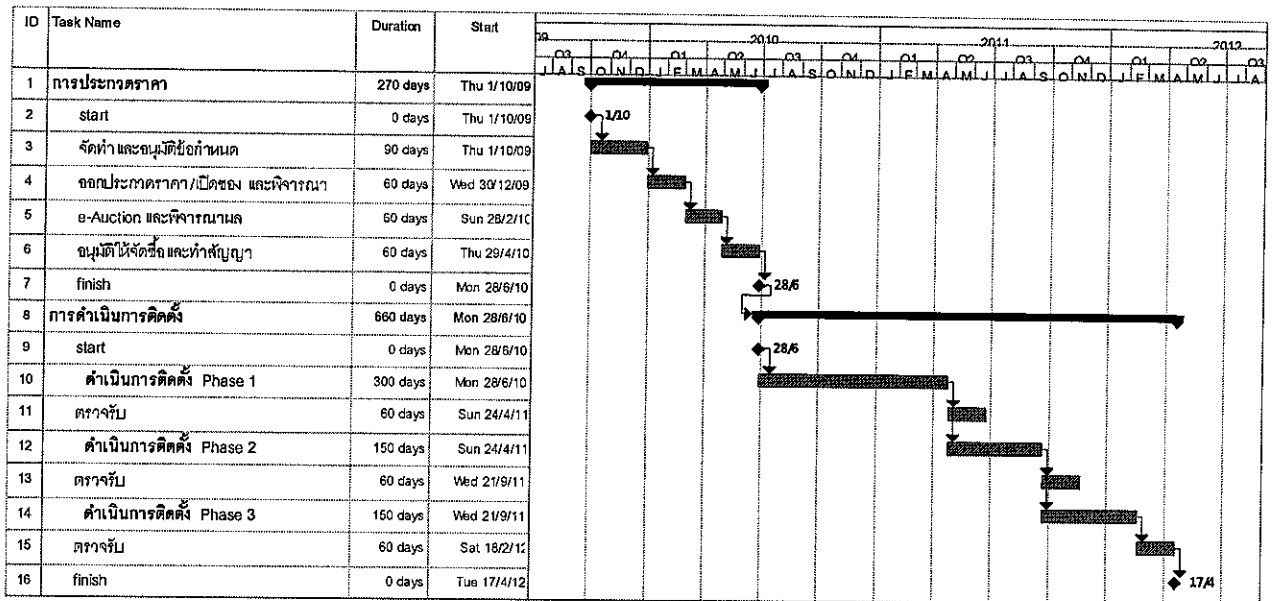 ID Task Name Duration Start
09 2010 2011 2012
Q3 Q4 Q1 Q2 Q3 Q4 Q1 Q2 Q3 Q4 Q1 Q2 Q3
J A S O N D J F M A M J J A S O N D J F M A M J J A S O N D J F M A M J J A
1 การประกวดราคา 270 days Thu 1/10/09
2 start 0 days Thu 1/10/09 1/10
3 จัดทำและอนุมัติข้อกำหนด 90 days Thu 1/10/09
4 ออกประกวดราคา/เปิดซอง และพิจารณา 60 days Wed 30/12/09
5 e-Auction และพิจารณาผล 60 days Sun 28/2/10
6 อนุมัติให้จัดซื้อและทำสัญญา 60 days Thu 29/4/10
7 finish 0 days Mon 28/6/10 28/6
8 การดำเนินการติดตั้ง 660 days Mon 28/6/10
9 start 0 days Mon 28/6/10 28/6
10 ดำเนินการติดตั้ง Phase 1 300 days Mon 28/6/10
11 ตรวจรับ 60 days Sun 24/4/11
12 ดำเนินการติดตั้ง Phase 2 150 days Sun 24/4/11
13 ตรวจรับ 60 days Wed 21/9/11
14 ดำเนินการติดตั้ง Phase 3 150 days Wed 21/9/11
15 ตรวจรับ 60 days Sat 18/2/12
16 finish 0 days Tue 17/4/12 17/4